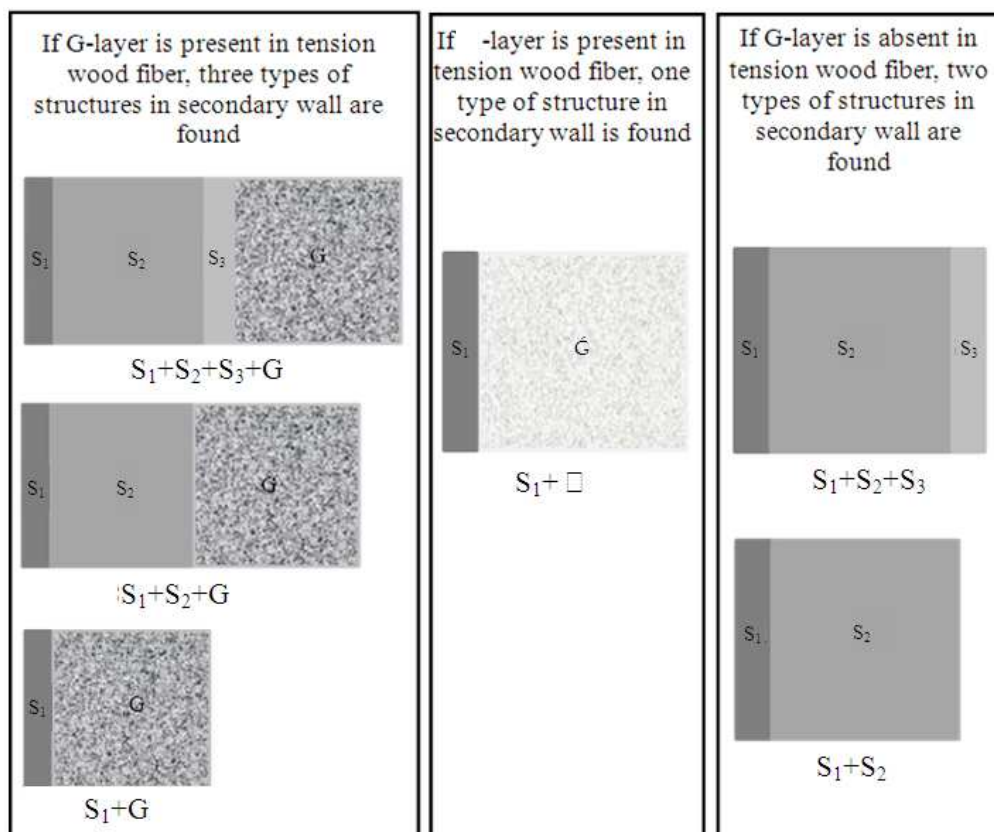 If G-layer is present in tension
wood fiber, three types of
structures in secondary wall are
found
S₁
S₂
S₃
G
S₁+S₂+S₃+G
S₁
S₂
G
:S₁+S₂+G
S₁
G
S₁+G
If -layer is present in
tension wood fiber, one
type of structure in
secondary wall is found
S₁
Ġ
S₁+ □
If G-layer is absent in
tension wood fiber, two
types of structures in
secondary wall are
found
S₁
S₂
S₃
S₁+S₂+S₃
S₁
S₂
S₁+S₂